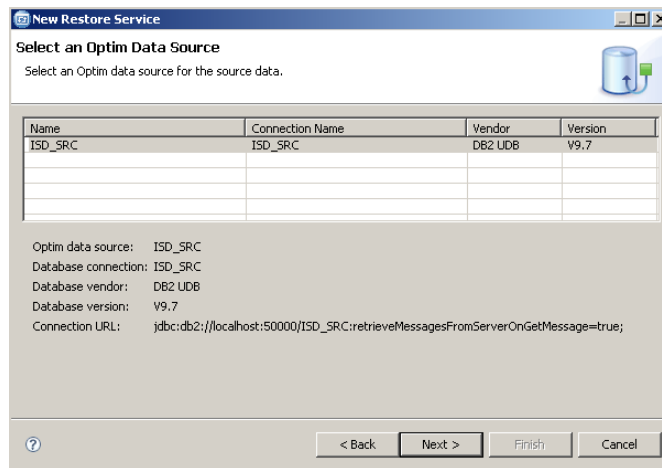 New Restore Service
Select an Optim Data Source
Select an Optim data source for the source data.
Name Connection Name Vendor Version
ISD_SRC ISD_SRC DB2 UDB V9.7
Optim data source: ISD_SRC
Database connection: ISD_SRC
Database vendor: DB2 UDB
Database version: V9.7
Connection URL: jdbc:db2://localhost:50000/ISD_SRC:retrieveMessagesFromServerOnGetMessage=true;
? < Back Next > Finish Cancel